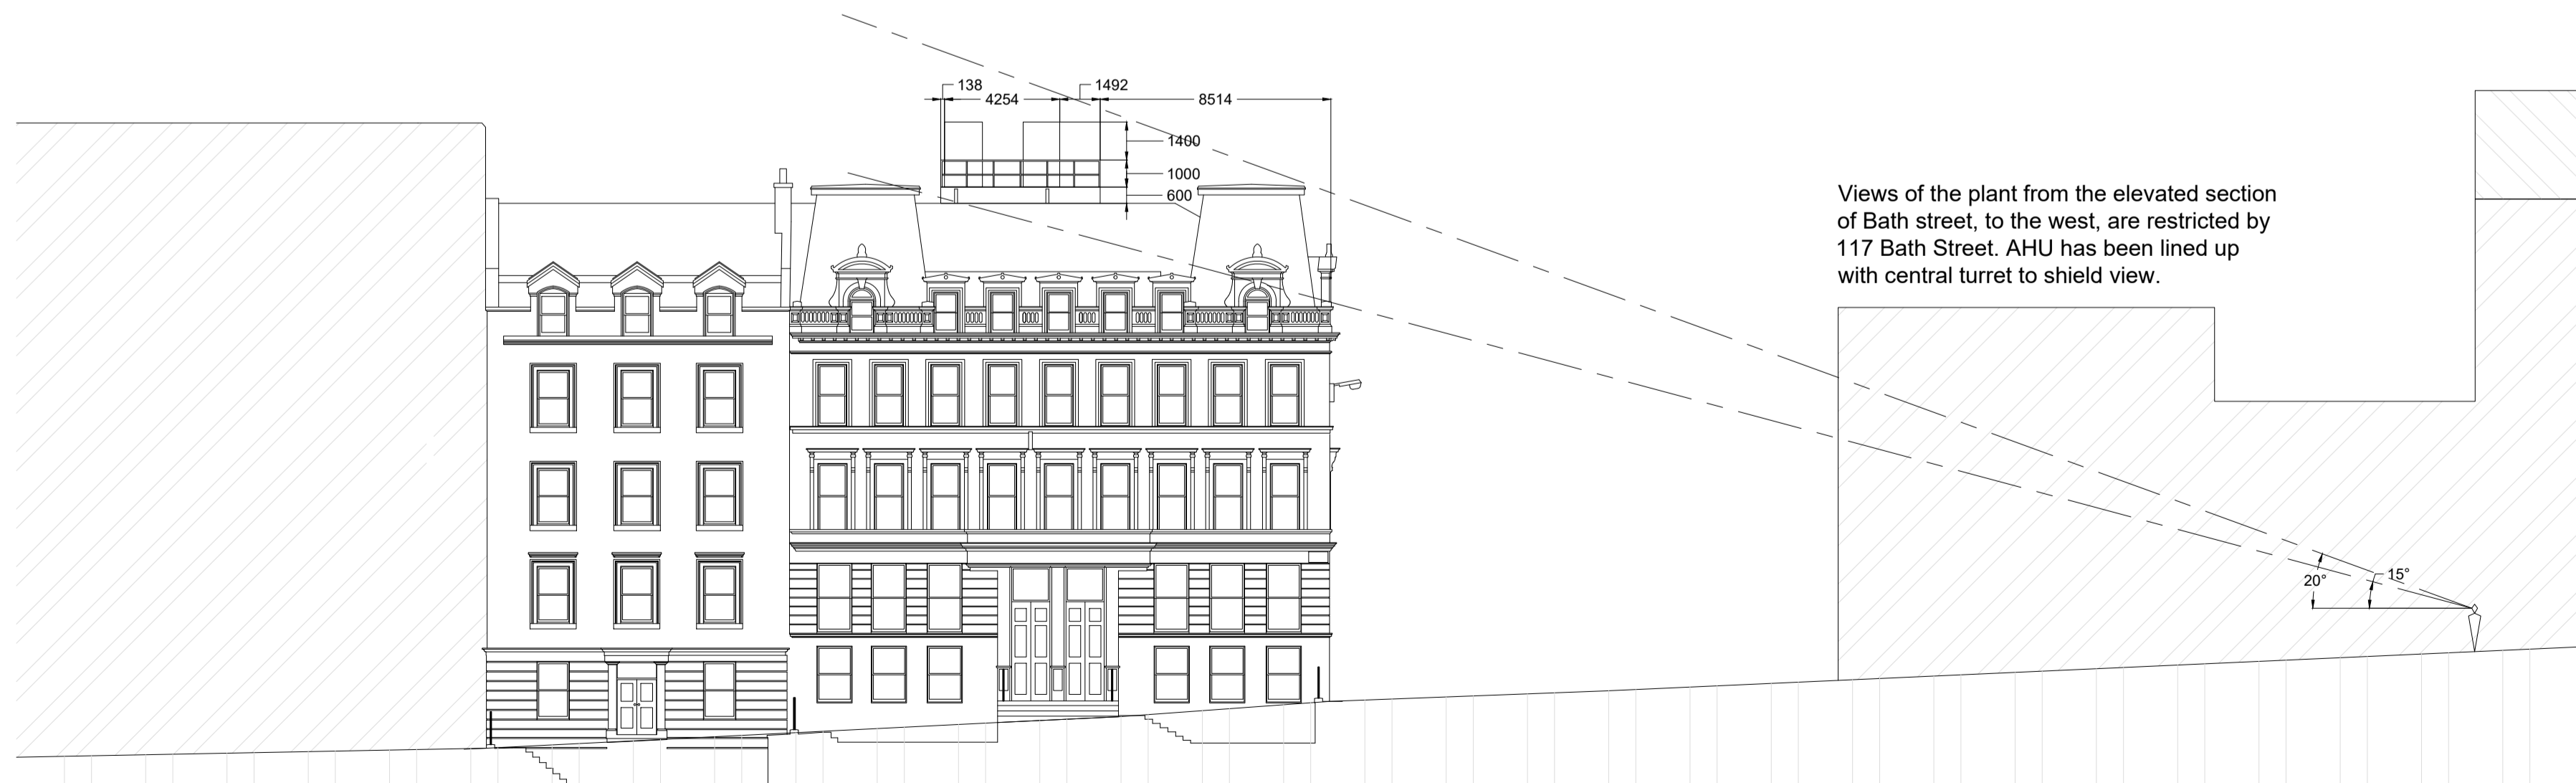 138
1492
4254
8514
1400
1000
600
Views of the plant from the elevated section
of Bath street, to the west, are restricted by
117 Bath Street. AHU has been lined up
with central turret to shield view.
20°
15°